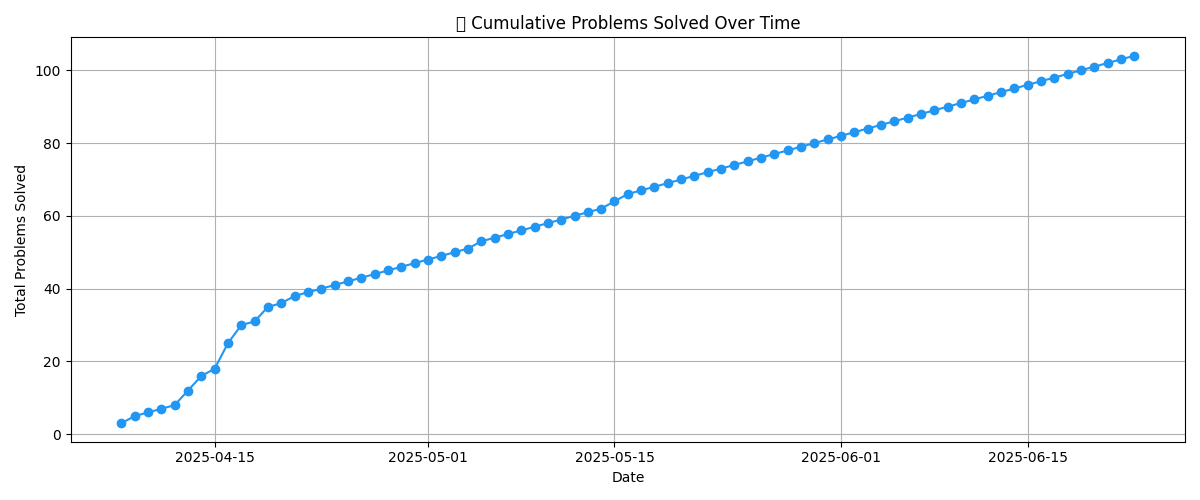 ▯ Cumulative Problems Solved Over Time
Total Problems Solved
100
80
60
40
20
0
2025-04-15 2025-05-01 2025-05-15 2025-06-01 2025-06-15
Date